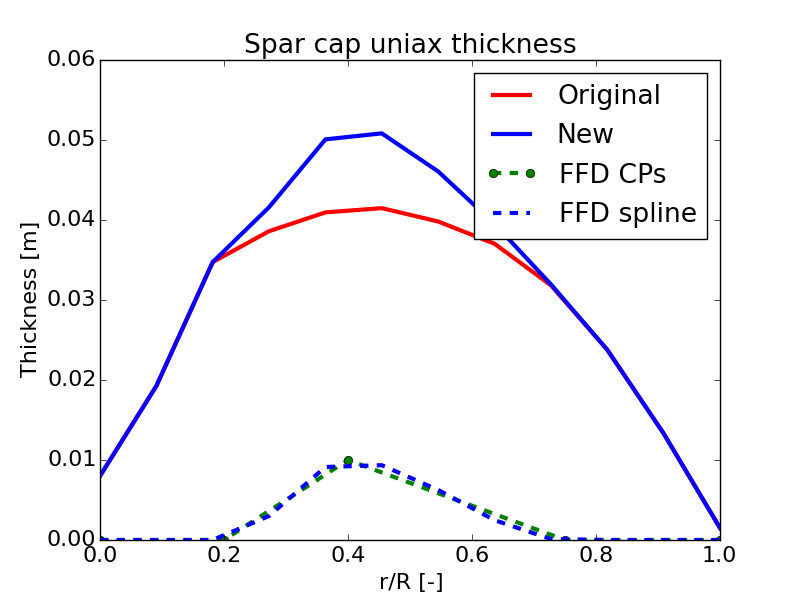 Spar cap uniax thickness
0.06
0.05
0.04
0.03
0.02
0.01
0.00
Thickness [m]
Original
New
FFD CPs
FFD spline
0.0 0.2 0.4 0.6 0.8 1.0
r/R [-]